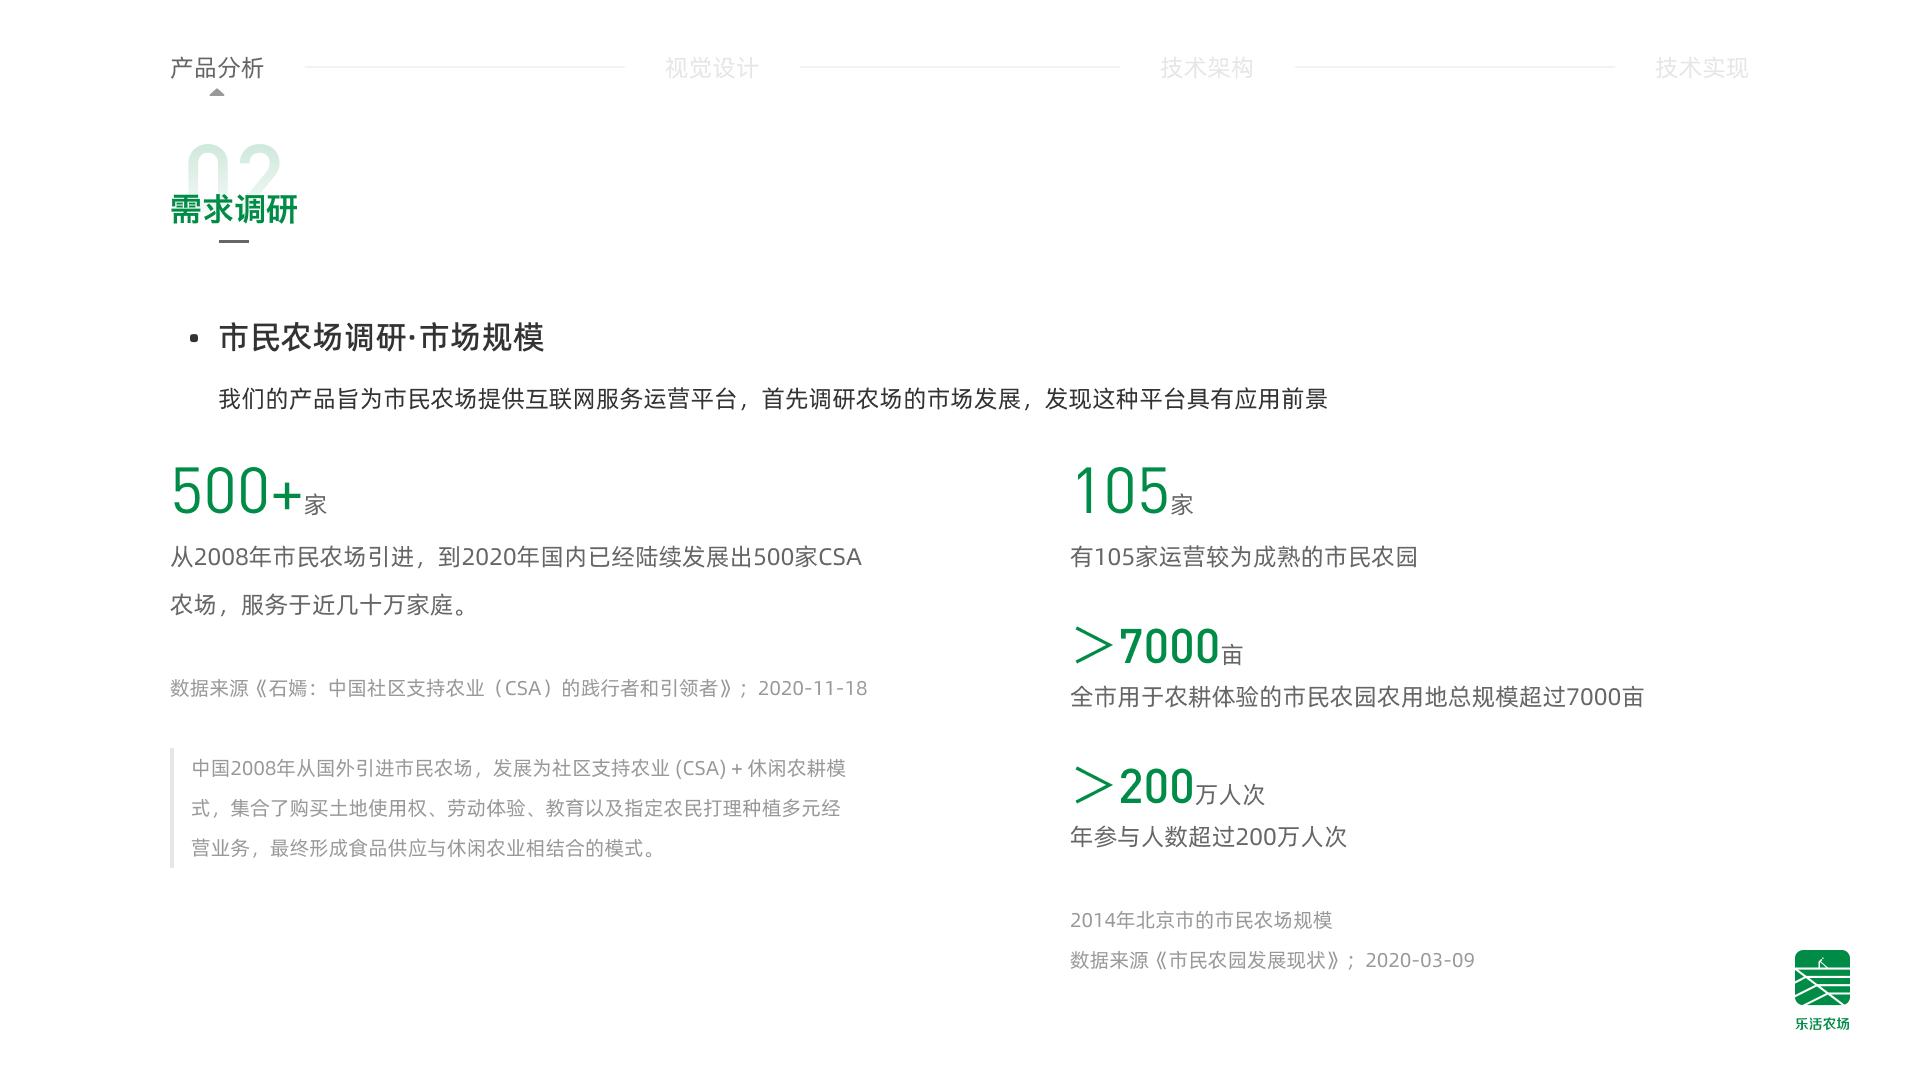 产品分析
视觉设计
技术架构
技术实现
02
需求调研
• 市民农场调研·市场规模
我们的产品旨为市民农场提供互联网服务运营平台，首先调研农场的市场发展，发现这种平台具有应用前景
500+家
从2008年市民农场引进，到2020年国内已经陆续发展出500家CSA
农场，服务于近几十万家庭。
数据来源《石嫣：中国社区支持农业（CSA）的践行者和引领者》；2020-11-18
中国2008年从国外引进市民农场，发展为社区支持农业 (CSA) + 休闲农耕模
式，集合了购买土地使用权、劳动体验、教育以及指定农民打理种植多元经
营业务，最终形成食品供应与休闲农业相结合的模式。
105家
有105家运营较为成熟的市民农园
＞7000亩
全市用于农耕体验的市民农园农用地总规模超过7000亩
＞200万人次
年参与人数超过200万人次
2014年北京市的市民农场规模
数据来源《市民农园发展现状》；2020-03-09
乐活农场